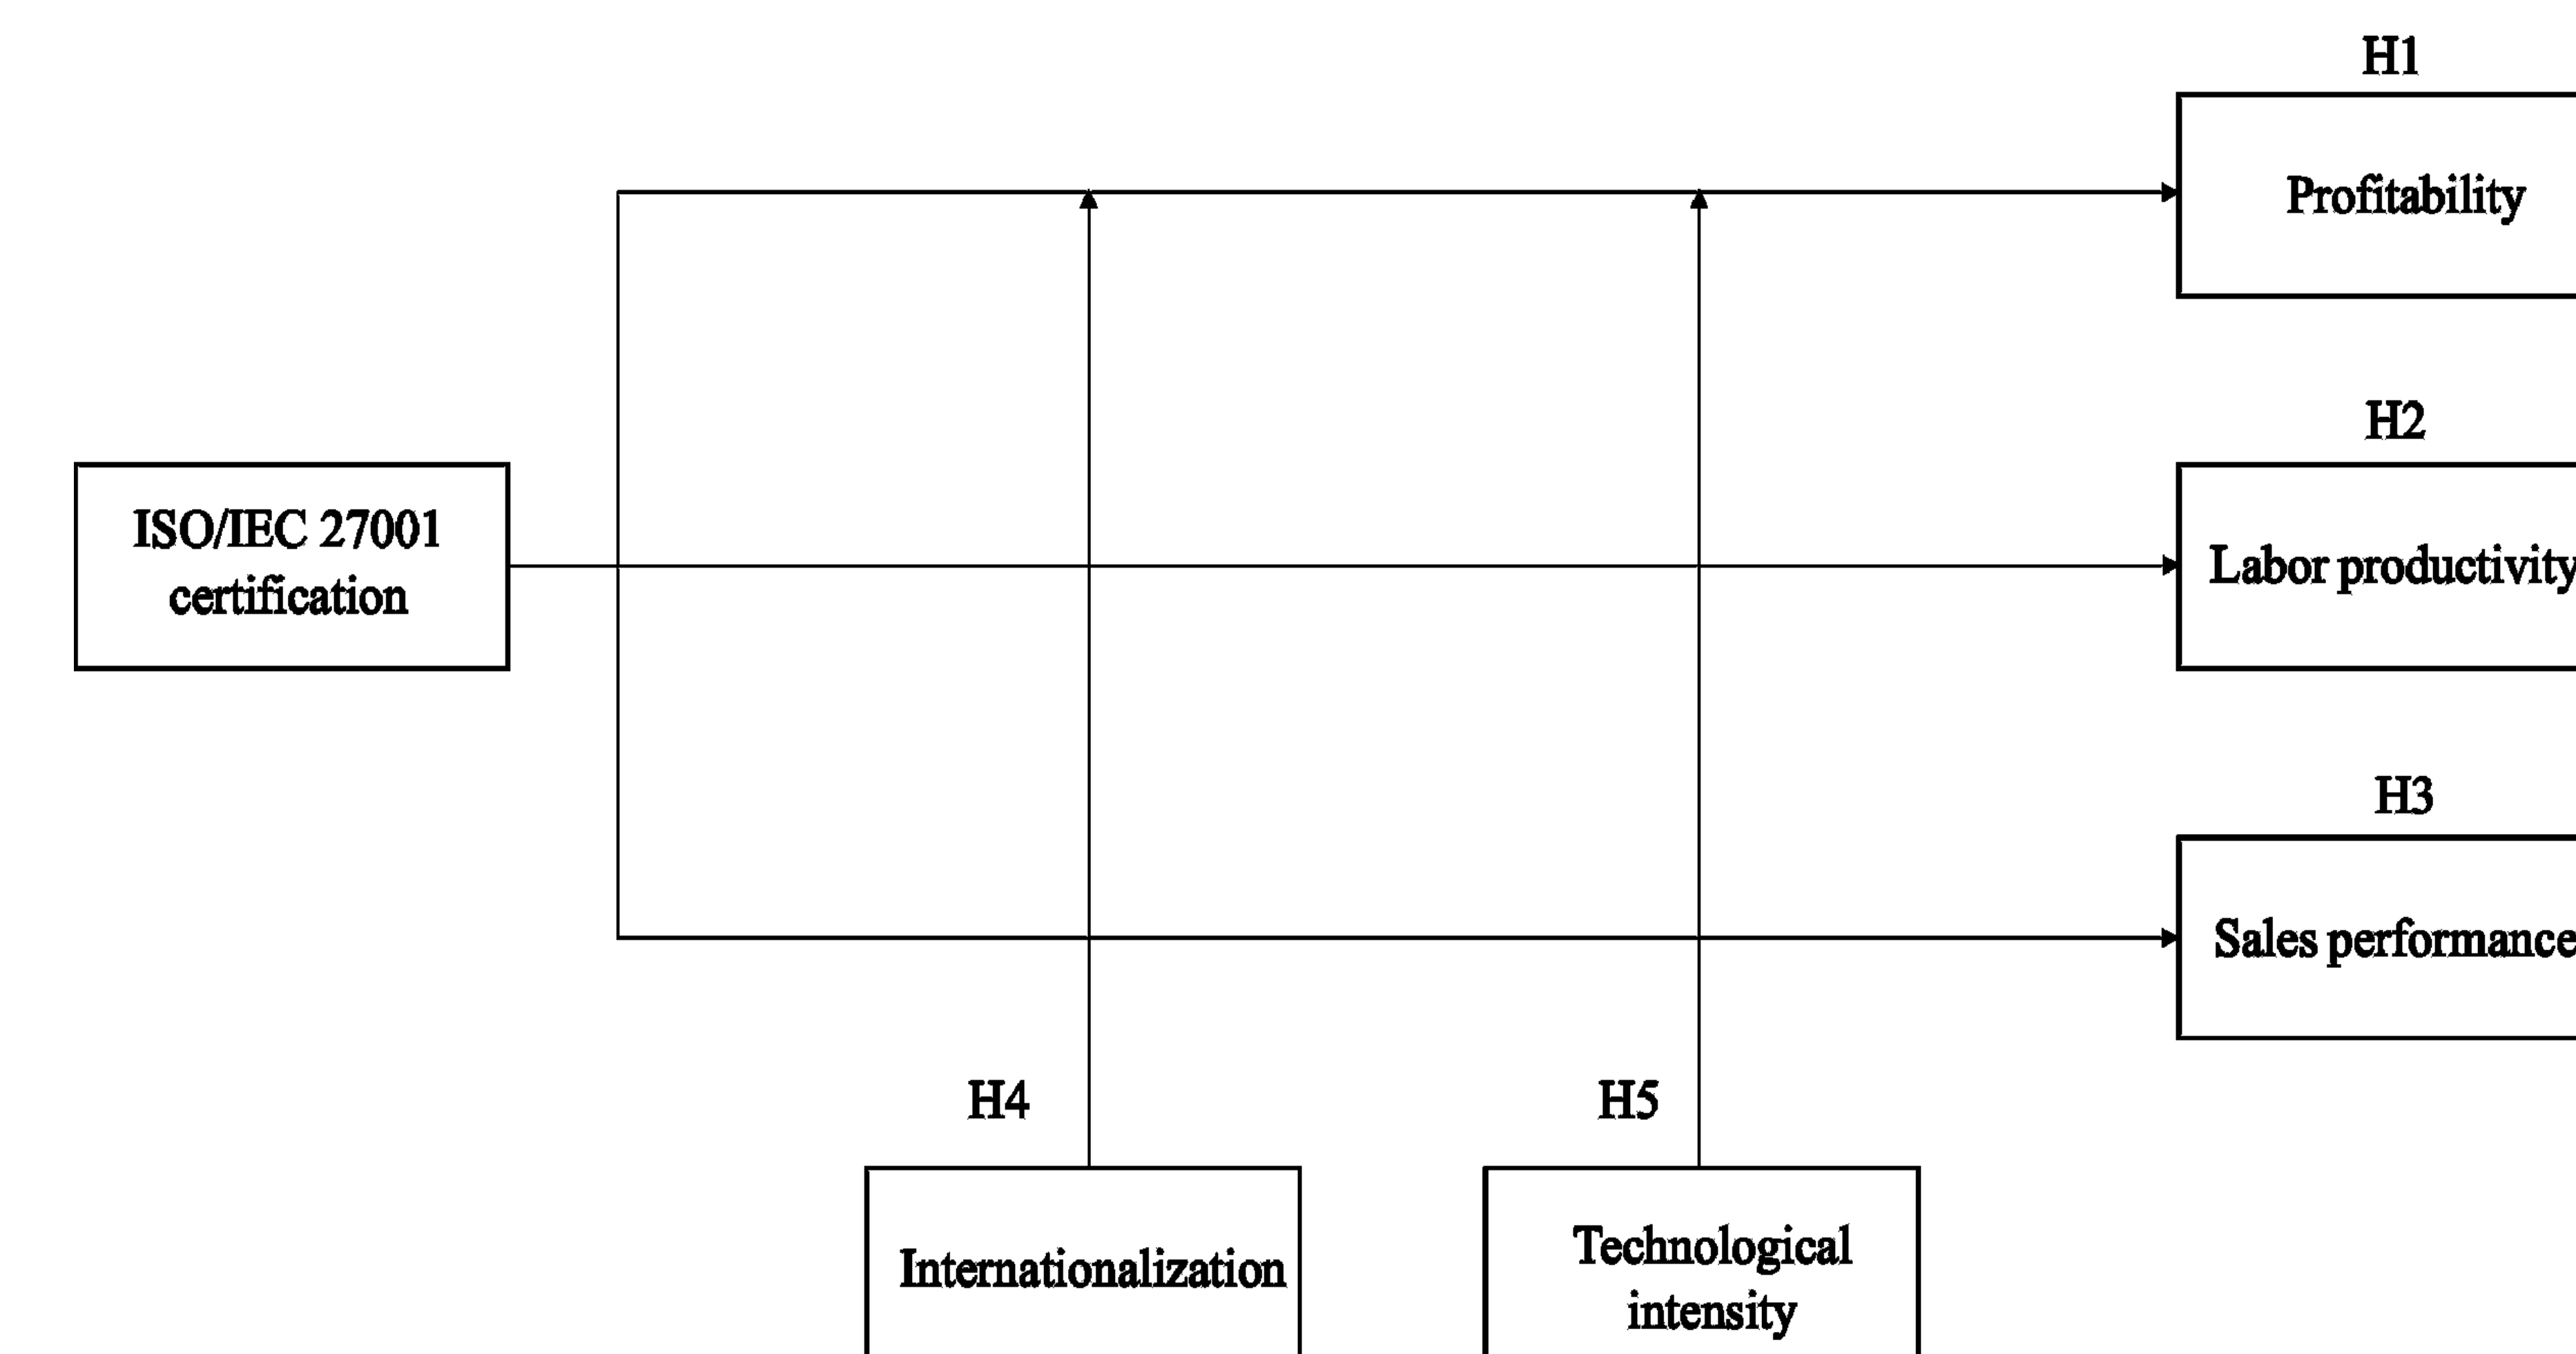 H1
Profitability
H2
ISO/IEC 27001
certification
Labor productivity
H3
Sales performance
H4
H5
Internationalization
Technological
intensity